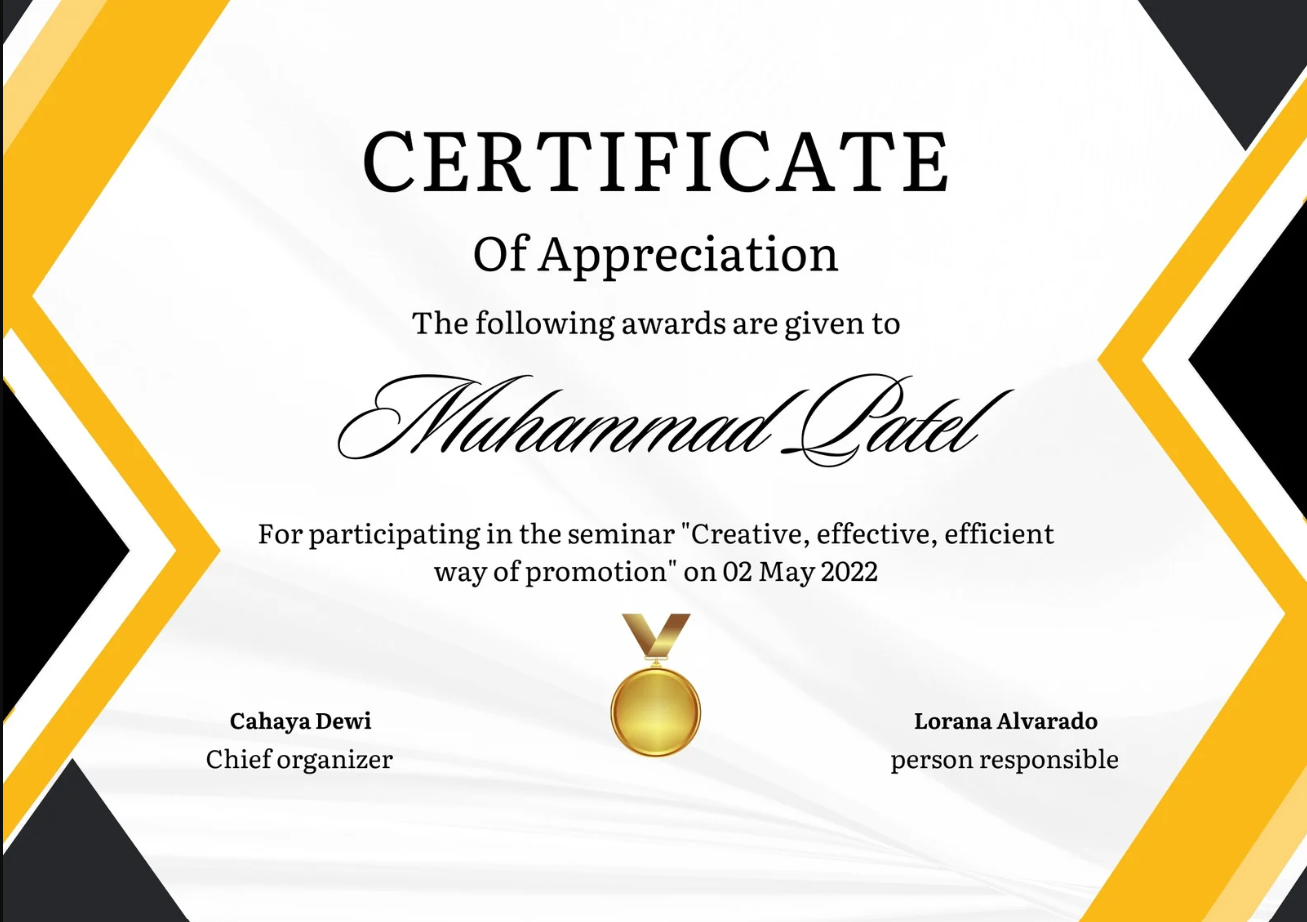 CERTIFICATE
Of Appreciation
The following awards are given to
Muhammad Patel
For participating in the seminar "Creative, effective, efficient
way of promotion" on 02 May 2022
Cahaya Dewi
Chief organizer
Lorana Alvarado
person responsible